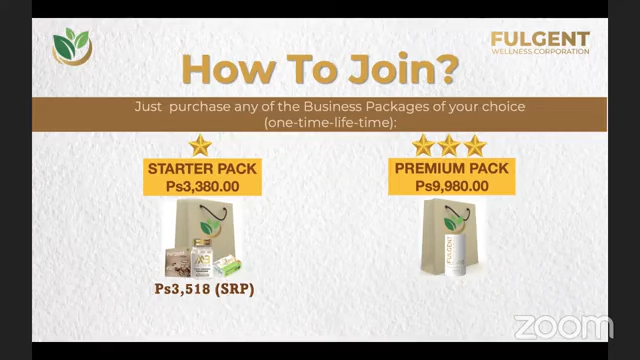 FULGENT
WELLNESS CORPORATION
How To Join?
Just purchase any of the Business Packages of your choice
(one-time-life-time):
STARTER PACK
Ps3,380.00
PREMIUM PACK
Ps9,980.00
FULGENT
Ps3,518 (SRP)
zoom